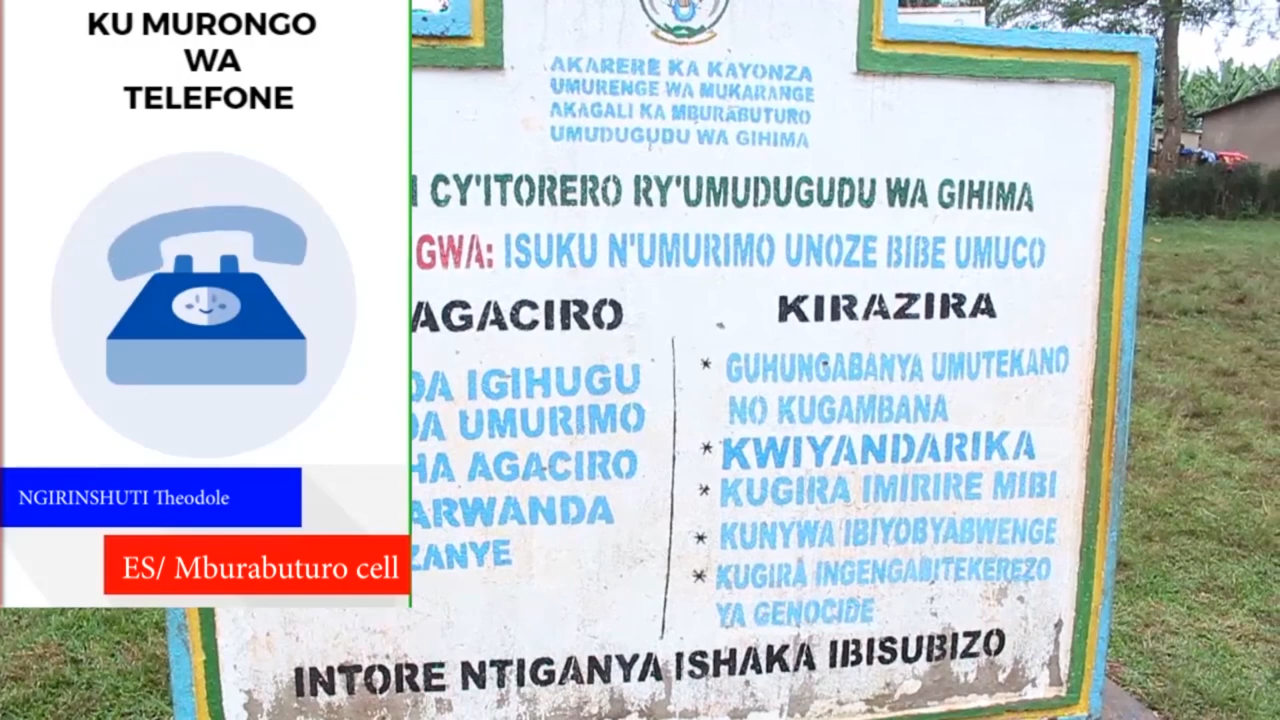 KU MURONGO
WA
TELEFONE
NGIRINSHUTI Theodole
ES/ Mburabuturo cell
AKARERE KA KAYONZA
UMURENGE WA MUKARANGE
AKAGALI KA MBURABUTURO
UMUDUGUDU WA GIHIMA
CY'ITORERO RY'UMUDUGUDU WA GIHIMA
GWA: ISUKU N'UMURIMO UNOZE BIBE UMUCO
AGACIRO
DA IGIHUGU
DA UMURIMO
HA AGACIRO
ARWANDA
ZANYE
KIRAZIRA
* GUHUNGABANYA UMUTEKANO
NO KUGAMBANA
* KWIYANDARIKA
* KUGIRA IMIRIRE MIBI
* KUNYWA IBIYOBYABWENGE
* KUGIRA INGENGABITEKEREZO
YA GENOCIDE
INTORE NTIGANYA ISHAKA IBISUBIZO